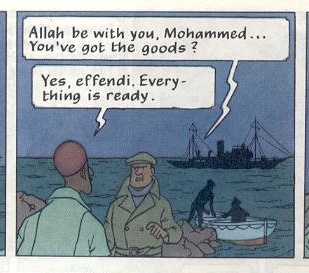 Allah be with you, Mohammed...
You've got the goods?
Yes, effendi. Every-
thing is ready.